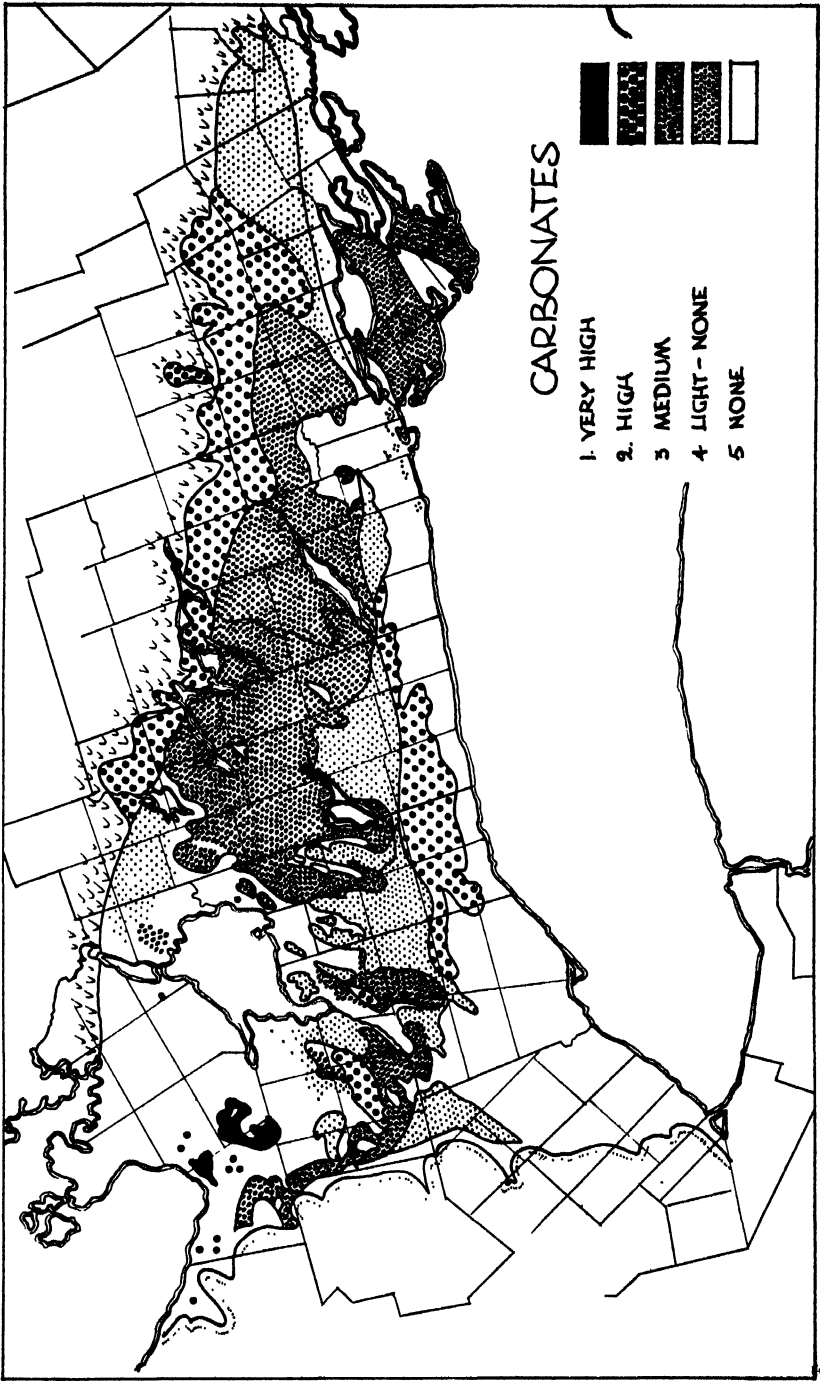 CARBONATES
1. VERY HIGH
2. HIGH
3 MEDIUM
4 LIGHT-NONE
5 NONE